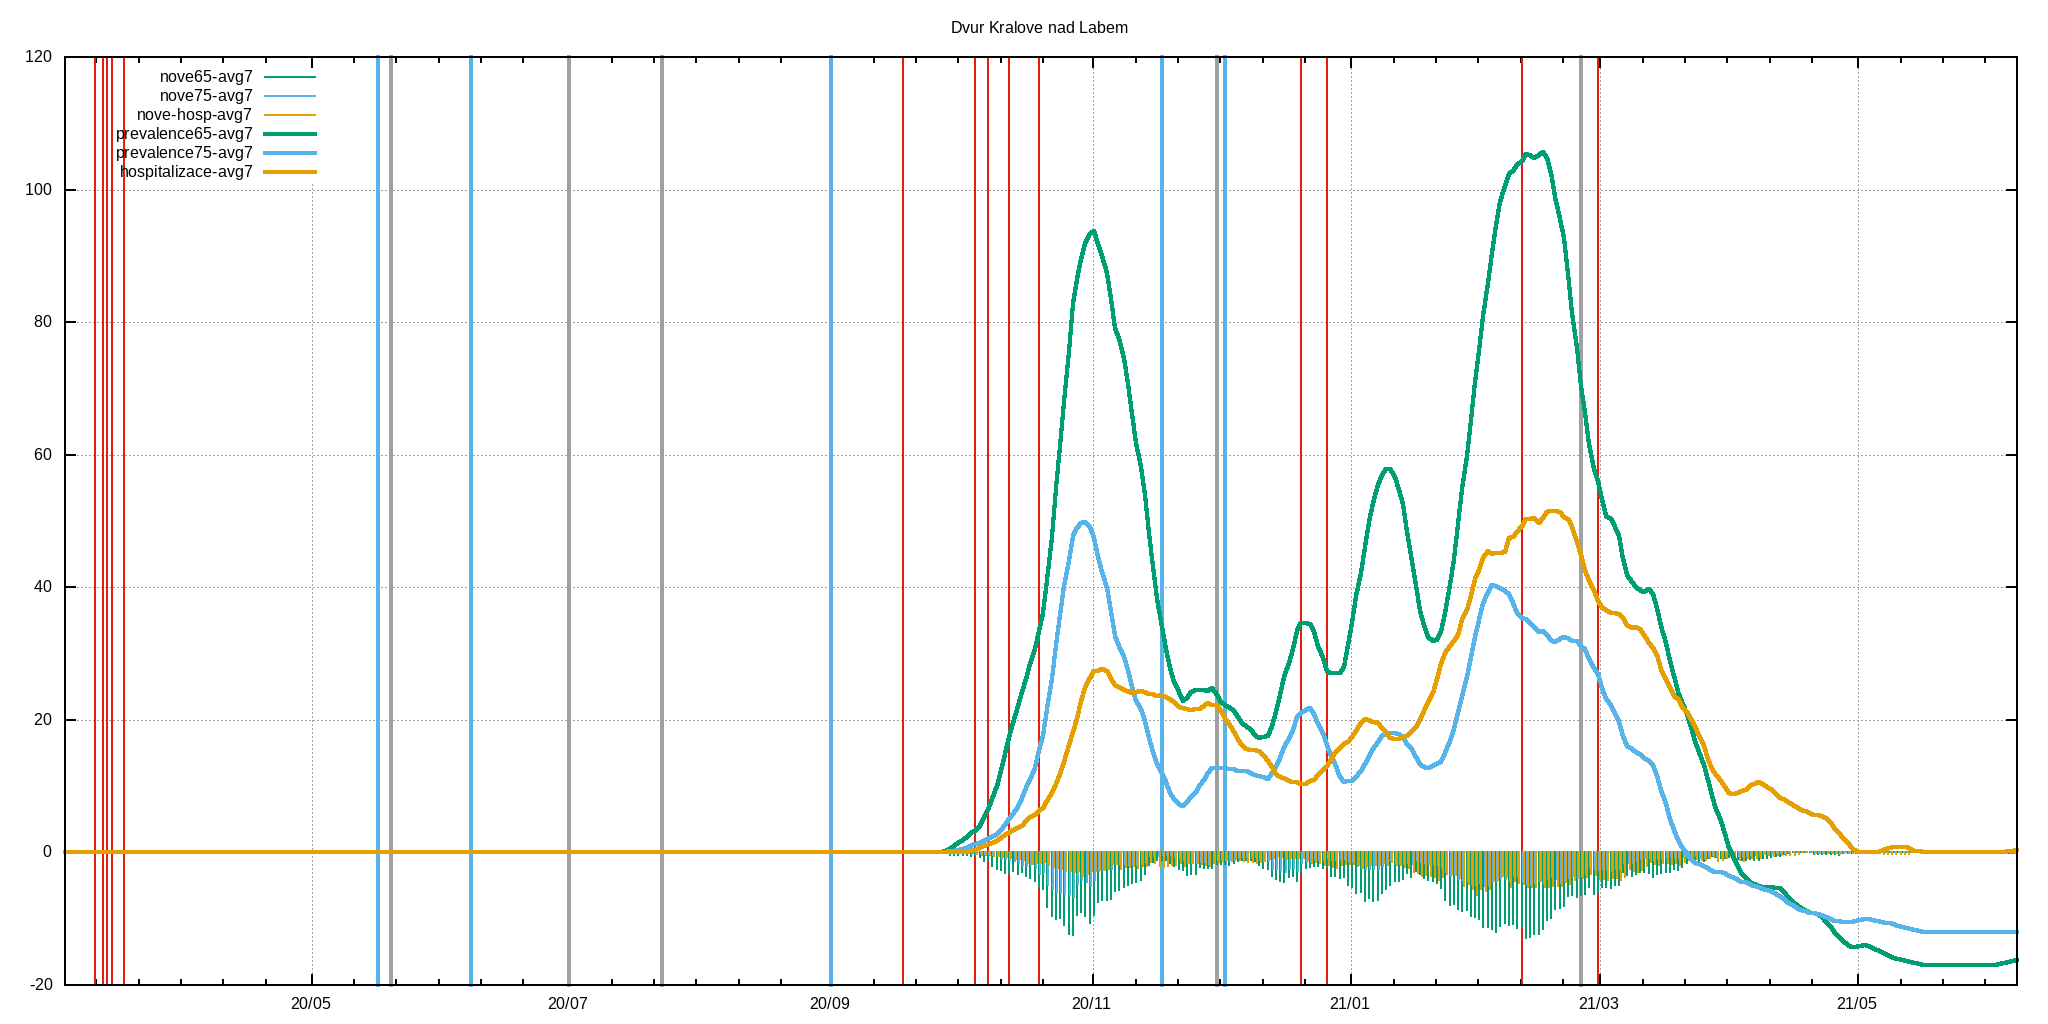 Dvur Kralove nad Labem
120
100
80
60
40
20
0
-20
nove65-avg7
nove75-avg7
nove-hosp-avg7
prevalence65-avg7
prevalence75-avg7
hospitalizace-avg7
20/05 20/07 20/09 20/11 21/01 21/03 21/05